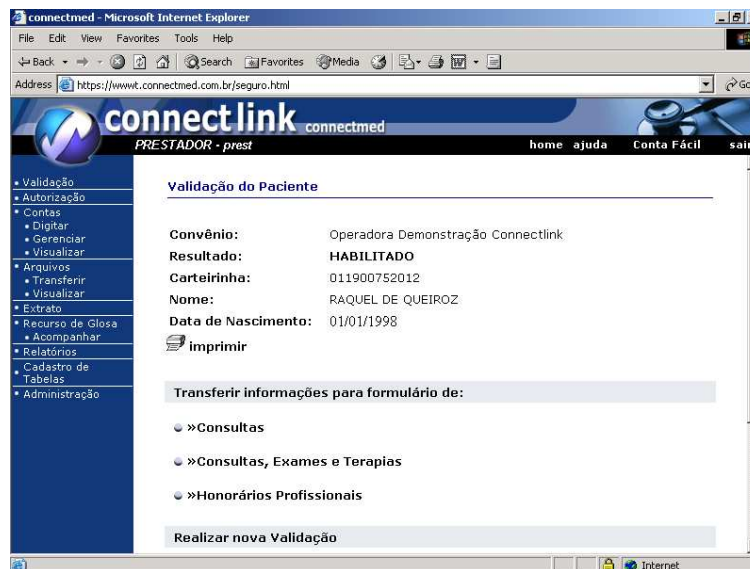 connectmed - Microsoft Internet Explorer
File Edit View Favorites Tools Help
Back Search Favorites Media
Address https://wwwt.connectmed.com.br/seguro.html Go
connectlink connectmed
PRESTADOR - prest home ajuda Conta Fácil sair
Validação
Autorização
Contas
Digitar
Gerenciar
Visualizar
Arquivos
Transferir
Visualizar
Extrato
Recurso de Glosa
Acompanhar
Relatórios
Cadastro de
Tabelas
Administração
Validação do Paciente
Convênio: Operadora Demonstração Connectlink
Resultado: HABILITADO
Carteirinha: 011900752012
Nome: RAQUEL DE QUEIROZ
Data de Nascimento: 01/01/1998
imprimir
Transferir informações para formulário de:
»Consultas
»Consultas, Exames e Terapias
»Honorários Profissionais
Realizar nova Validação
Internet